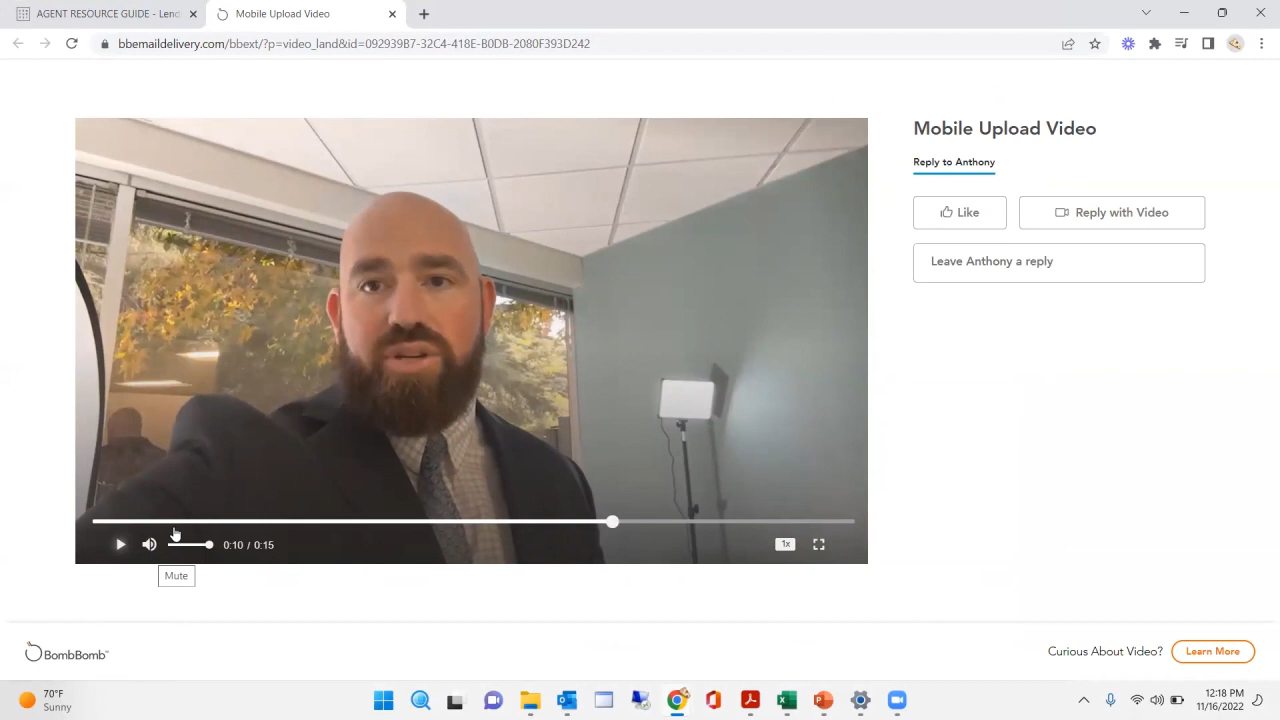 AGENT RESOURCE GUIDE - Lend
Mobile Upload Video
bbemaildelivery.com/bbext/?p=video_land&id=092939B7-32C4-418E-B0DB-2080F393D242
Mobile Upload Video
Reply to Anthony
Like
Reply with Video
Leave Anthony a reply
0:10 / 0:15
1x
Mute
BombBomb™
Curious About Video?
Learn More
70°F
Sunny
12:18 PM
11/16/2022